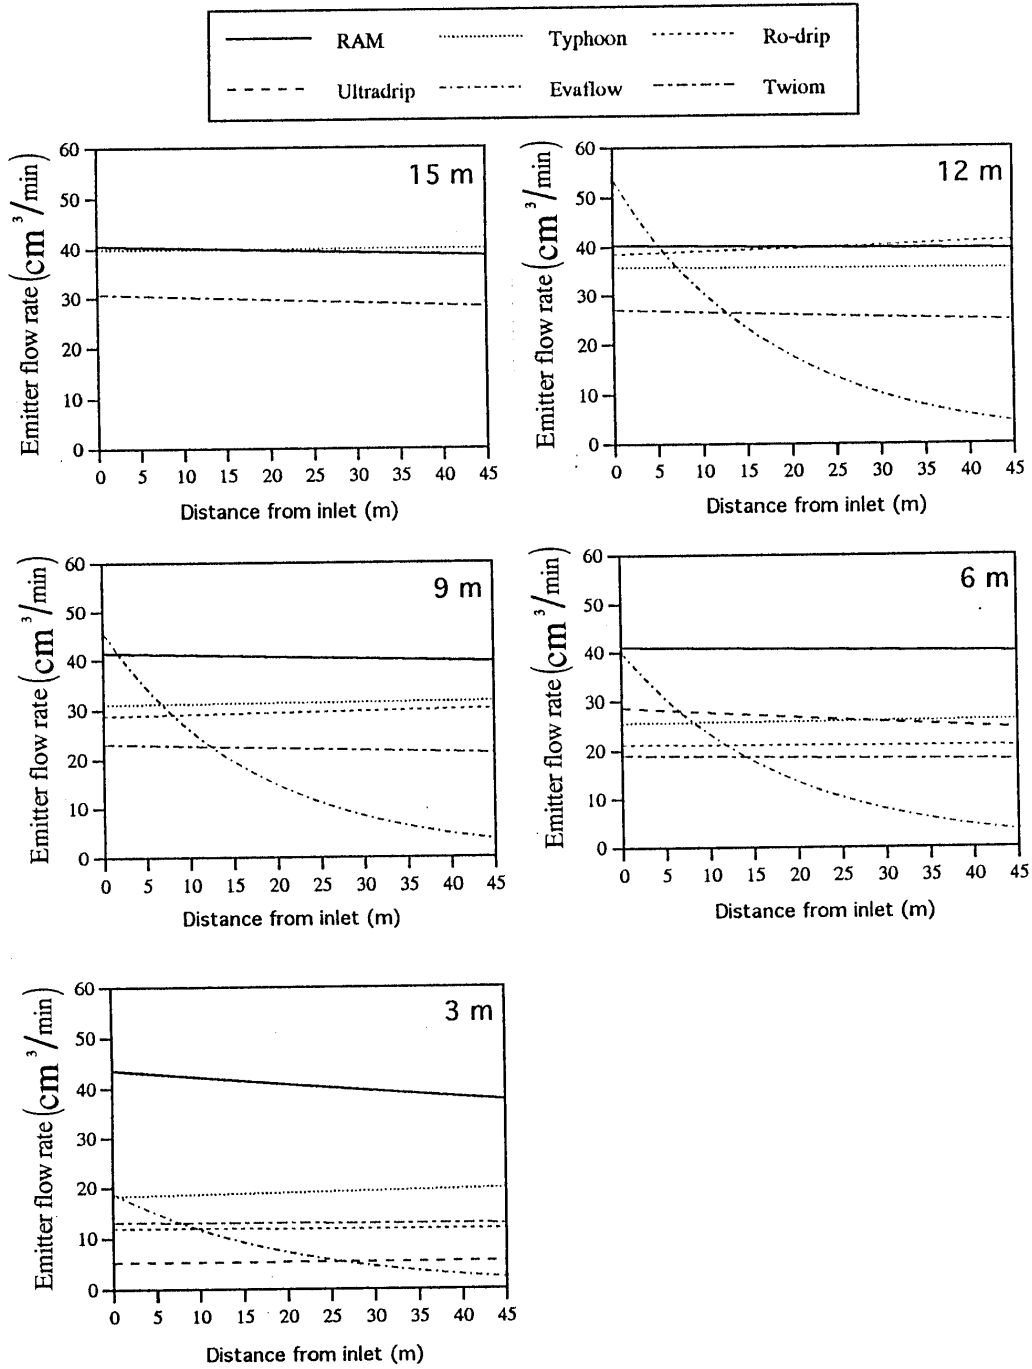 RAM Typhoon Ro-drip
Ultradrip Evaflow Twiom
15 m
Emitter flow rate (cm³/min)
60
50
40
30
20
10
0
0 5 10 15 20 25 30 35 40 45
Distance from inlet (m)
12 m
Emitter flow rate (cm³/min)
60
50
40
30
20
10
0
0 5 10 15 20 25 30 35 40 45
Distance from inlet (m)
9 m
Emitter flow rate (cm³/min)
60
50
40
30
20
10
0
0 5 10 15 20 25 30 35 40 45
Distance from inlet (m)
6 m
Emitter flow rate (cm³/min)
60
50
40
30
20
10
0
0 5 10 15 20 25 30 35 40 45
Distance from inlet (m)
3 m
Emitter flow rate (cm³/min)
60
50
40
30
20
10
0
0 5 10 15 20 25 30 35 40 45
Distance from inlet (m)